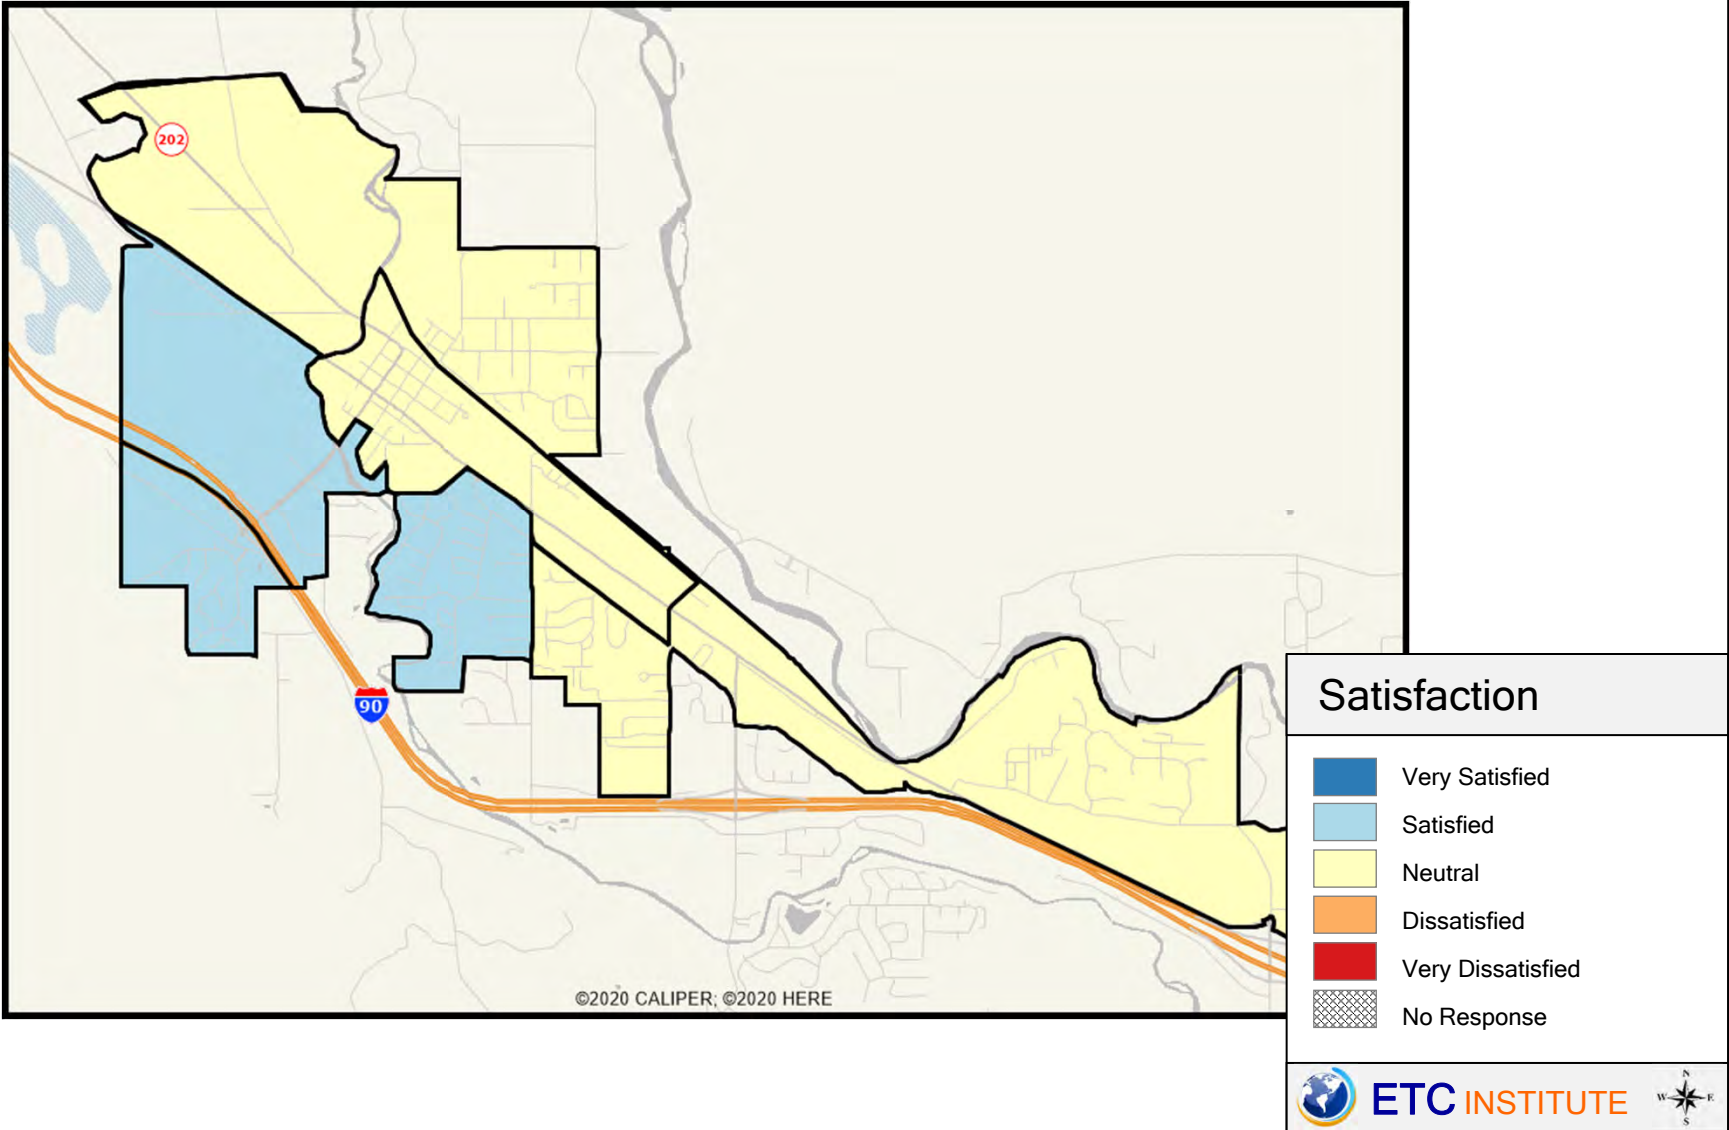 202
90
©2020 CALIPER; ©2020 HERE
Satisfaction
Very Satisfied
Satisfied
Neutral
Dissatisfied
Very Dissatisfied
No Response
ETC INSTITUTE
N
W E
S